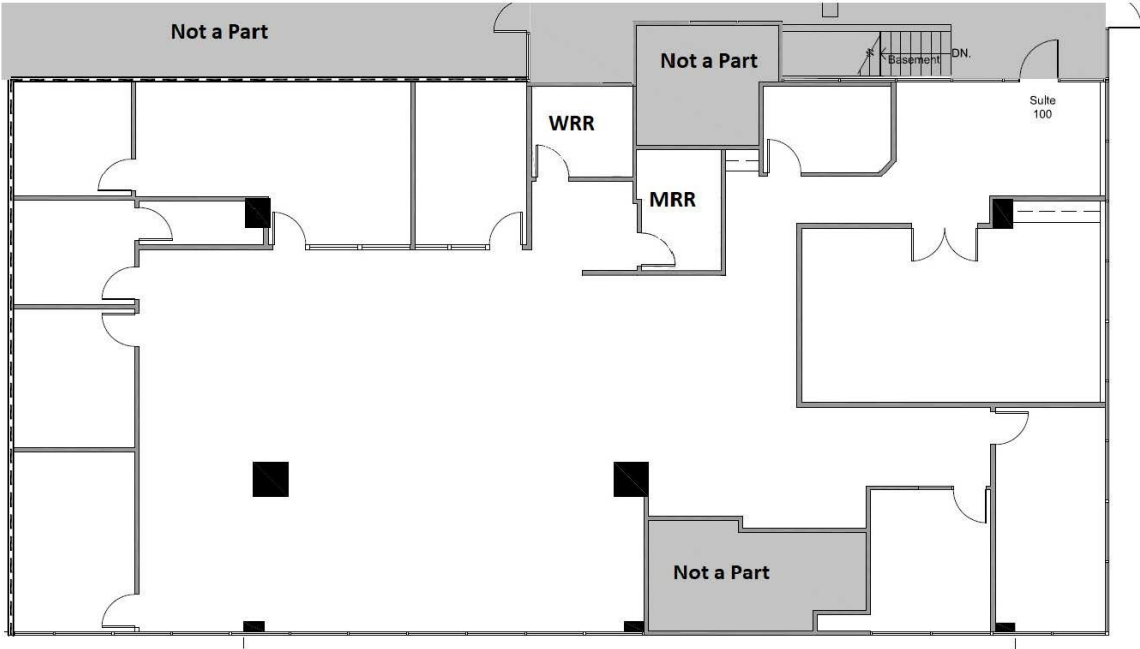 Not a Part
Not a Part
Basement
DN.
Suite
100
WRR
MRR
Not a Part